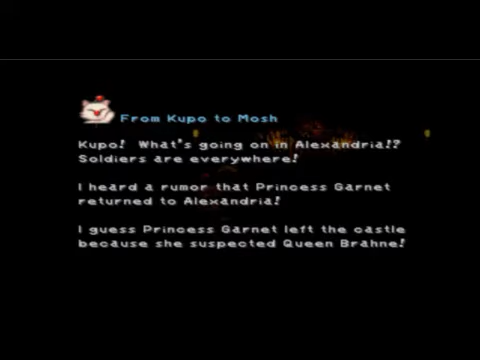 From Kupo to Mosh
Kupo! What's going on in Alexandria!?
Soldiers are everywhere!
I heard a rumor that Princess Garnet
returned to Alexandria!
I guess Princess Garnet left the castle
because she suspected Queen Brahne!